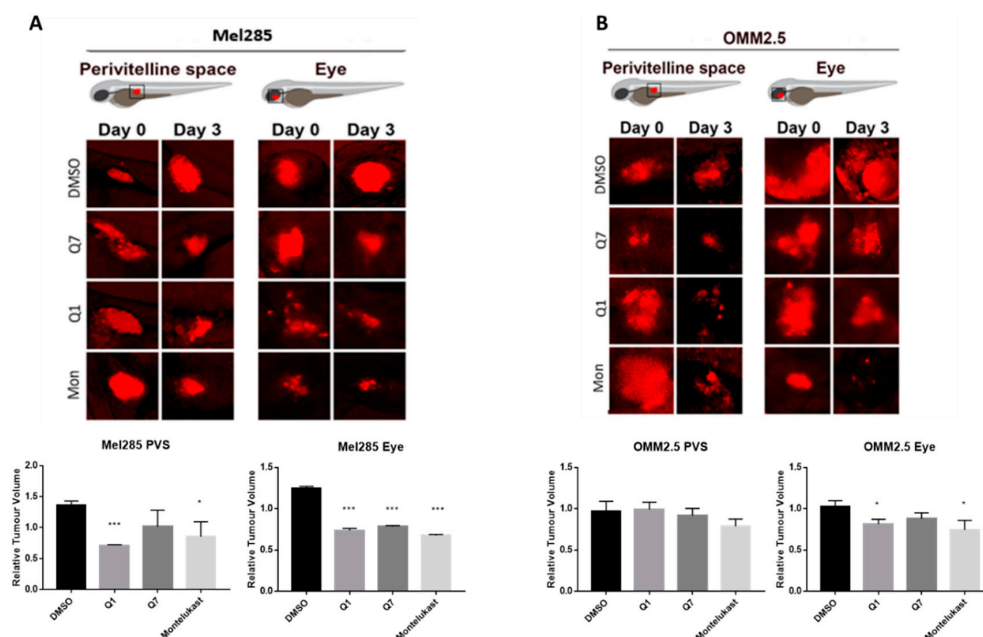 A
Mel285
Perivitelline space Eye
Day 0 Day 3 Day 0 Day 3
DMSO
Q7
Q1
Mon
Mel285 PVS
Relative Tumour Volume
2.0
1.5
1.0
0.5
0.0
***
*
DMSO
Q1
Q7
Montelukast
Mel285 Eye
Relative Tumour Volume
1.5
1.0
0.5
0.0
***
***
***
DMSO
Q1
Q7
Montelukast
B
OMM2.5
Perivitelline space Eye
Day 0 Day 3 Day 0 Day 3
DMSO
Q7
Q1
Mon
OMM2.5 PVS
Relative Tumour Volume
1.5
1.0
0.5
0.0
DMSO
Q1
Q7
Montelukast
OMM2.5 Eye
Relative Tumour Volume
1.5
1.0
0.5
0.0
*
*
DMSO
Q1
Q7
Montelukast